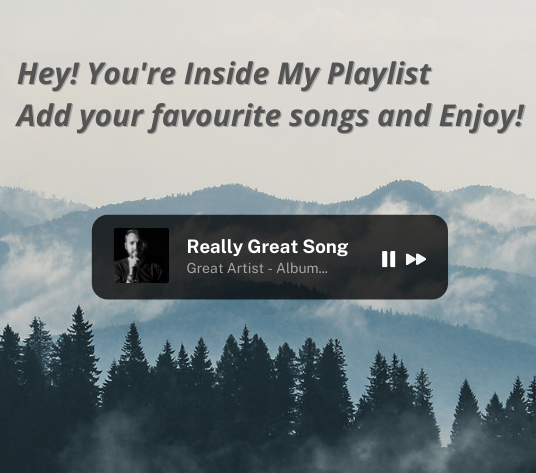 Hey! You're Inside My Playlist
Add your favourite songs and Enjoy!
Really Great Song
Great Artist - Album...